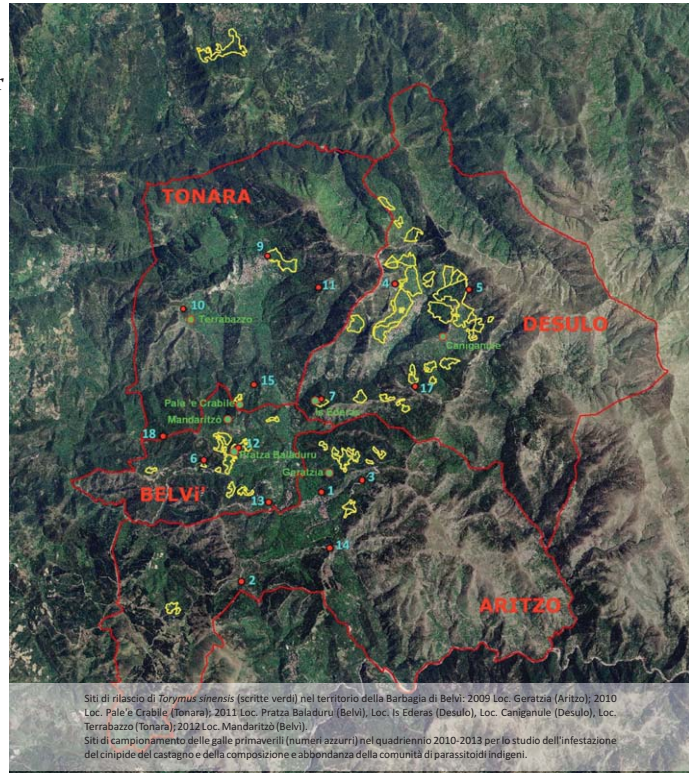 T
TONARA
9
11
10
Terrabazzo
4
5
DESULO
Caniganule
15
17
Pale 'e Crabile
7
Is Ederas
Mandaritzò
18
12
Pratza Baladuru
6
Geratzia
3
BELVi'
1
13
14
2
ARITZO
Siti di rilascio di Torymus sinensis (scritte verdi) nel territorio della Barbagia di Belvì: 2009 Loc. Geratzia (Aritzo); 2010
Loc. Pale'e Crabile (Tonara); 2011 Loc. Pratza Baladuru (Belvì), Loc. Is Ederas (Desulo), Loc. Caniganule (Desulo), Loc.
Terrabazzo (Tonara); 2012 Loc. Mandaritzò (Belvì).
Siti di campionamento delle galle primaverili (numeri azzurri) nel quadriennio 2010-2013 per lo studio dell'infestazione
del cinipide del castagno e della composizione e abbondanza della comunità di parassitoidi indigeni.